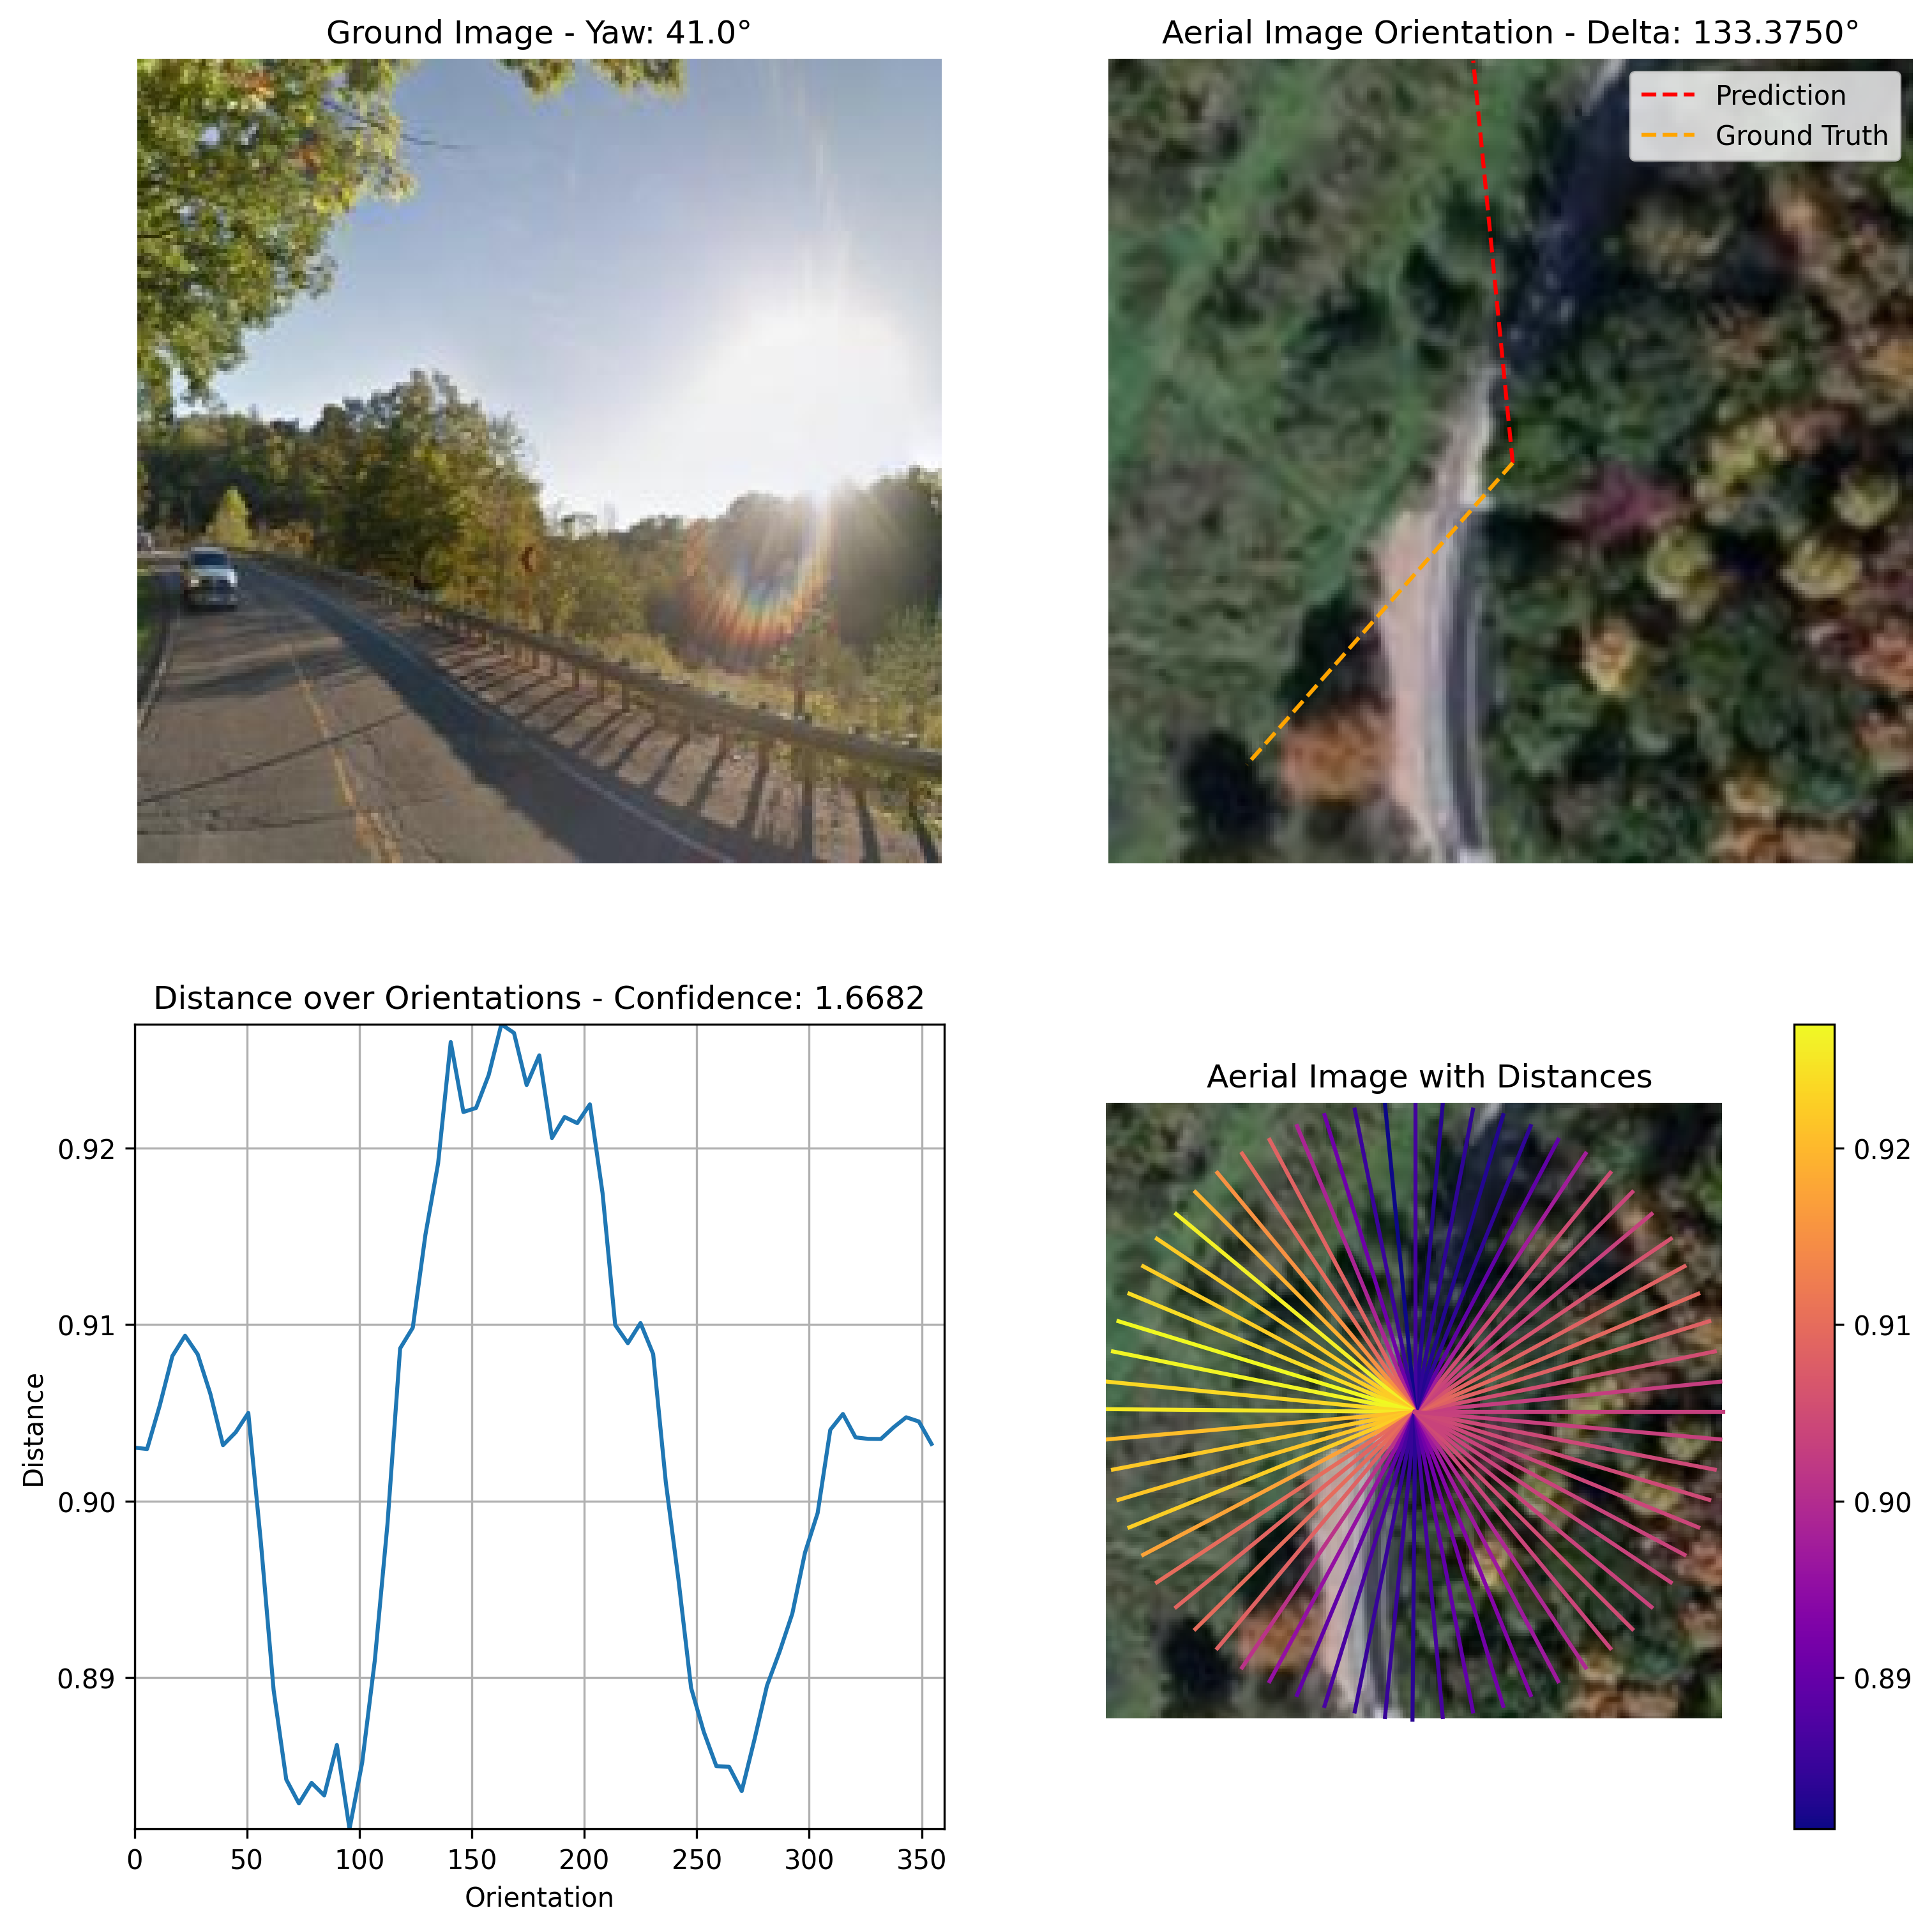 Ground Image - Yaw: 41.0°
Aerial Image Orientation - Delta: 133.3750°
Prediction
Ground Truth
Distance over Orientations - Confidence: 1.6682
Distance
0.92
0.91
0.90
0.89
0 50 100 150 200 250 300 350
Orientation
Aerial Image with Distances
0.92
0.91
0.90
0.89